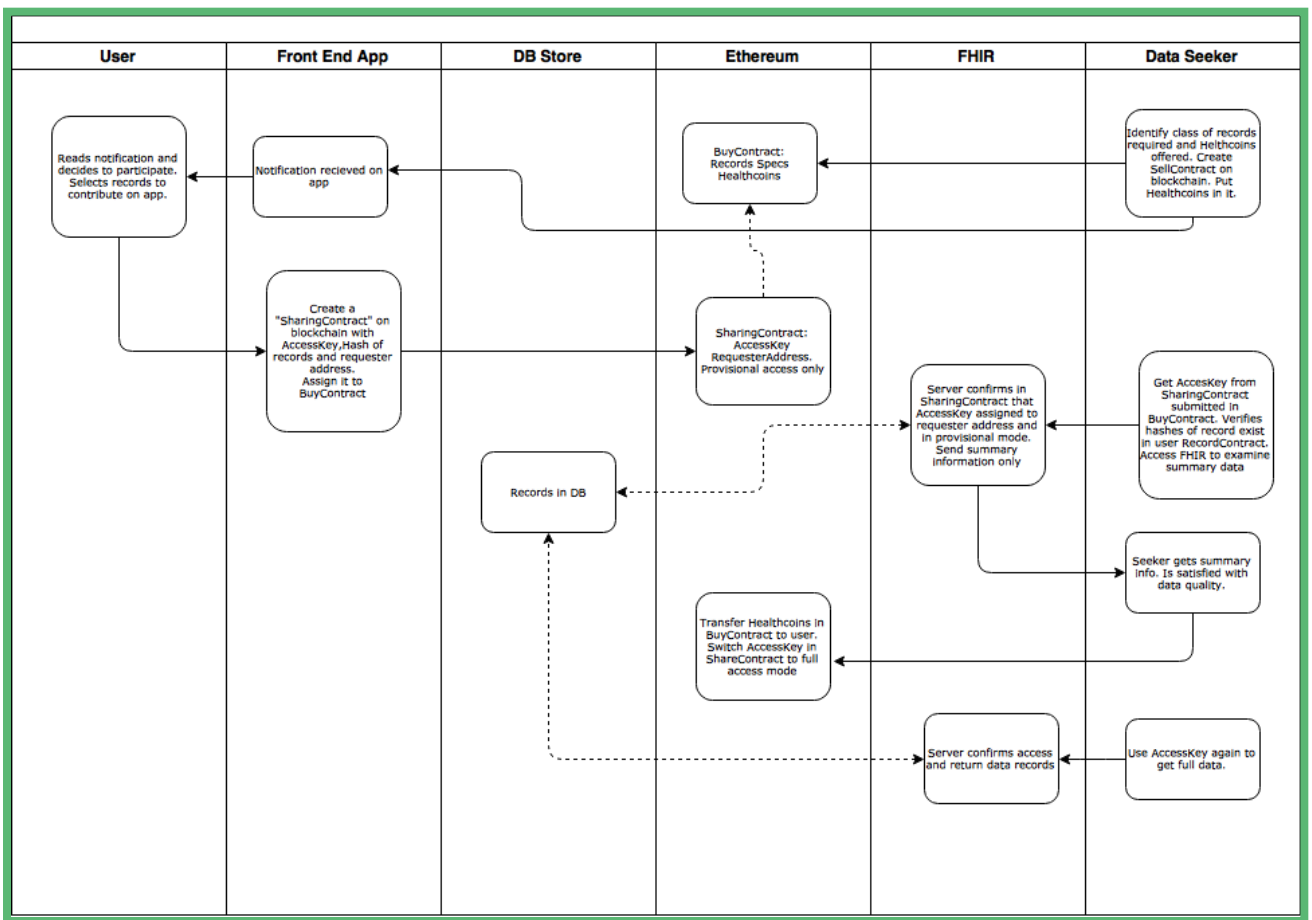 User
Front End App
DB Store
Ethereum
FHIR
Data Seeker
Reads notification and
decides to participate.
Selects records to
contribute on app.
Notification recieved on
app
BuyContract:
Records Specs
Healthcoins
Identify class of records
required and Helthcoins
offered. Create
SellContract on
blockchain. Put
Healthcoins in it.
Create a
"SharingContract" on
blockchain with
AccessKey,Hash of
records and requester
address.
Assign it to
BuyContract
SharingContract:
AccessKey
RequesterAddress.
Provisional access only
Server confirms in
SharingContract that
AccessKey assigned to
requester address and
in provisional mode.
Send summary
information only
Get AccesKey from
SharingContract
submitted in
BuyContract. Verifies
hashes of record exist
in user RecordContract.
Access FHIR to examine
summary data
Records in DB
Seeker gets summary
info. Is satisfied with
data quality.
Transfer Healthcoins in
BuyContract to user.
Switch AccessKey in
ShareContract to full
access mode
Server confirms access
and return data records
Use AccessKey again to
get full data.